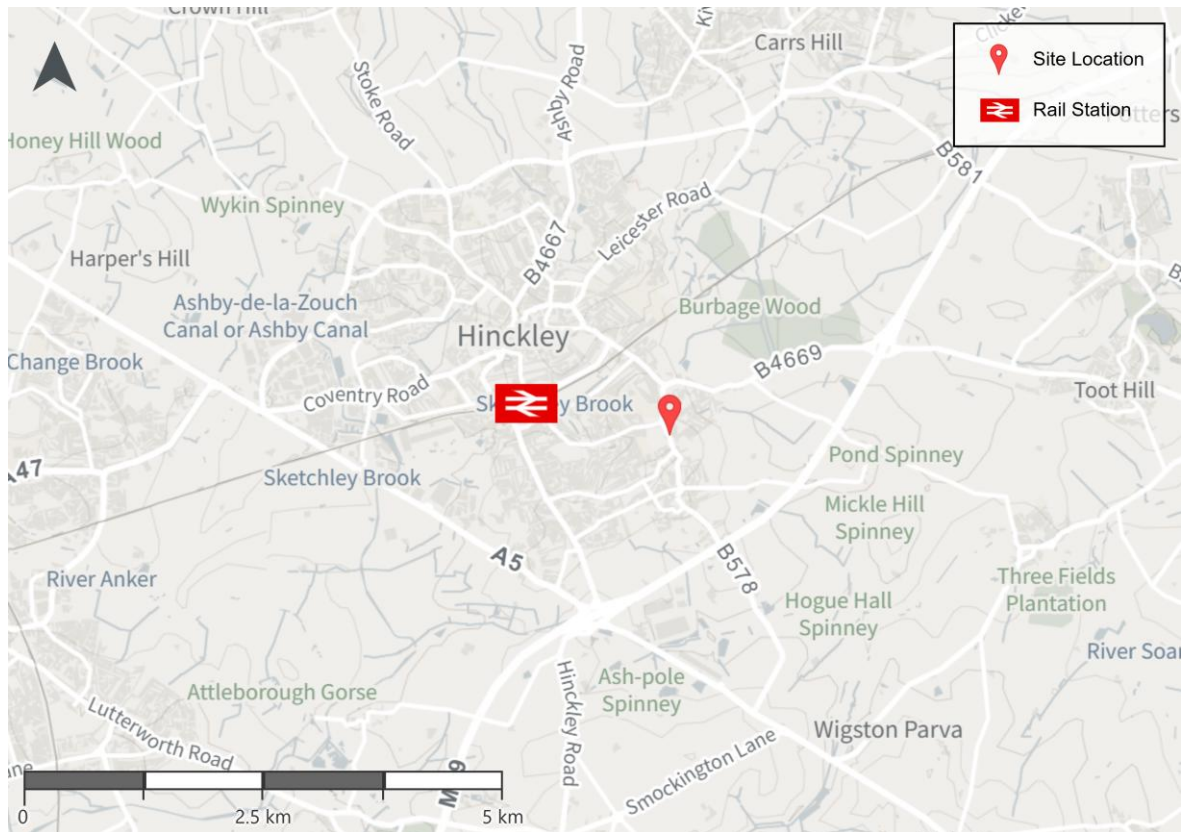 Crown Hill
Carrs Hill
Site Location
Rail Station
Stoke Road
Ashby Road
Honey Hill Wood
B581
Wykin Spinney
Leicester Road
B4667
Harper's Hill
Ashby-de-la-Zouch
Canal or Ashby Canal
Burbage Wood
Hinckley
Change Brook
B4669
Coventry Road
Toot Hill
Brook
A47
Sketchley Brook
Pond Spinney
Mickle Hill
Spinney
A5
B578
River Anker
Three Fields
Plantation
Hogue Hall
Spinney
River Soar
Attleborough Gorse
Hinckley Road
Ash-pole
Spinney
Lutterworth Road
Wigston Parva
Smockington Lane
0
2.5 km
5 km